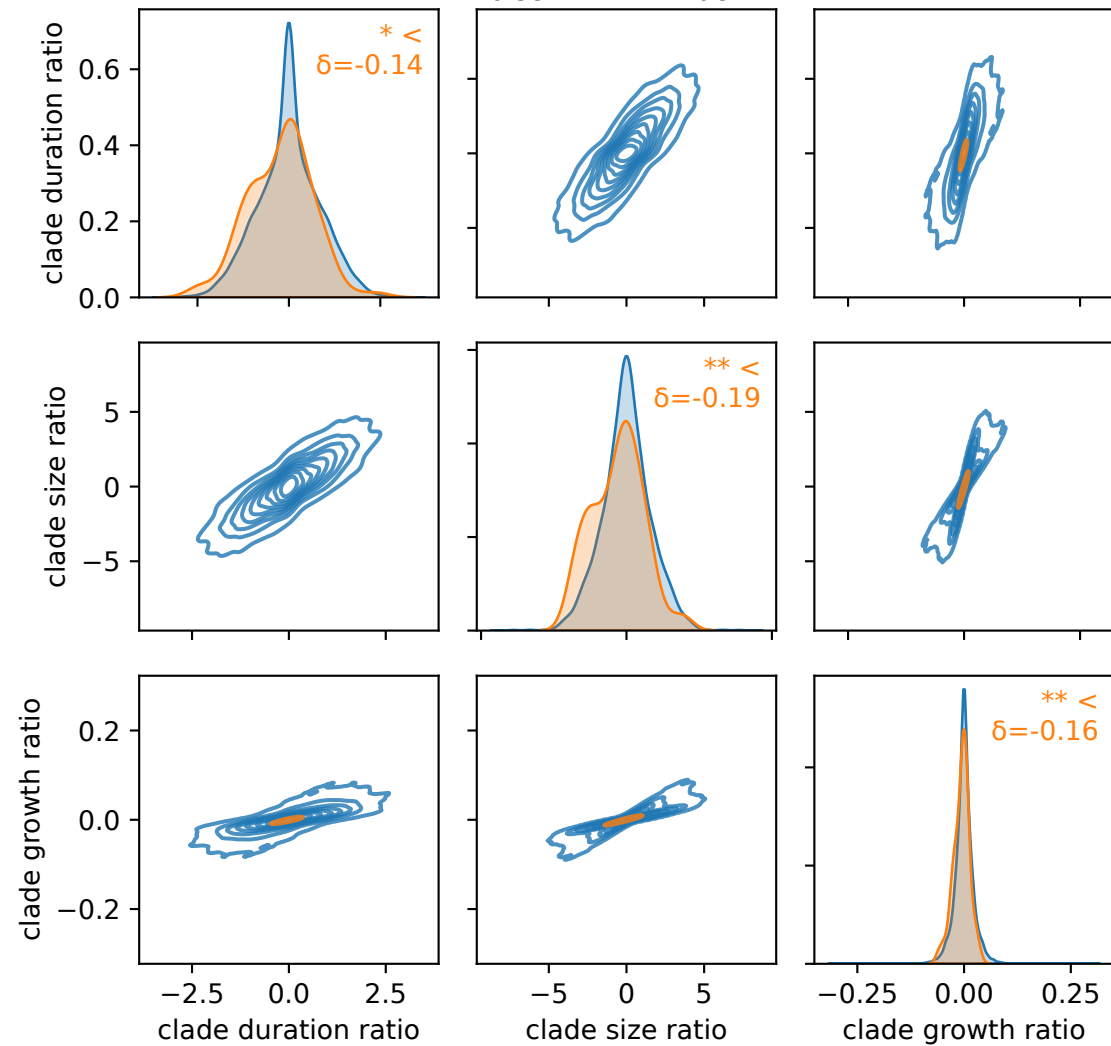 clade duration ratio
0.6
0.4
0.2
0.0
* <
δ=-0.14
clade size ratio
5
0
−5
** <
δ=-0.19
clade growth ratio
0.2
0.0
−0.2
** <
δ=-0.16
−2.5 0.0 2.5
−5 0 5
−0.25 0.00 0.25
clade duration ratio
clade size ratio
clade growth ratio